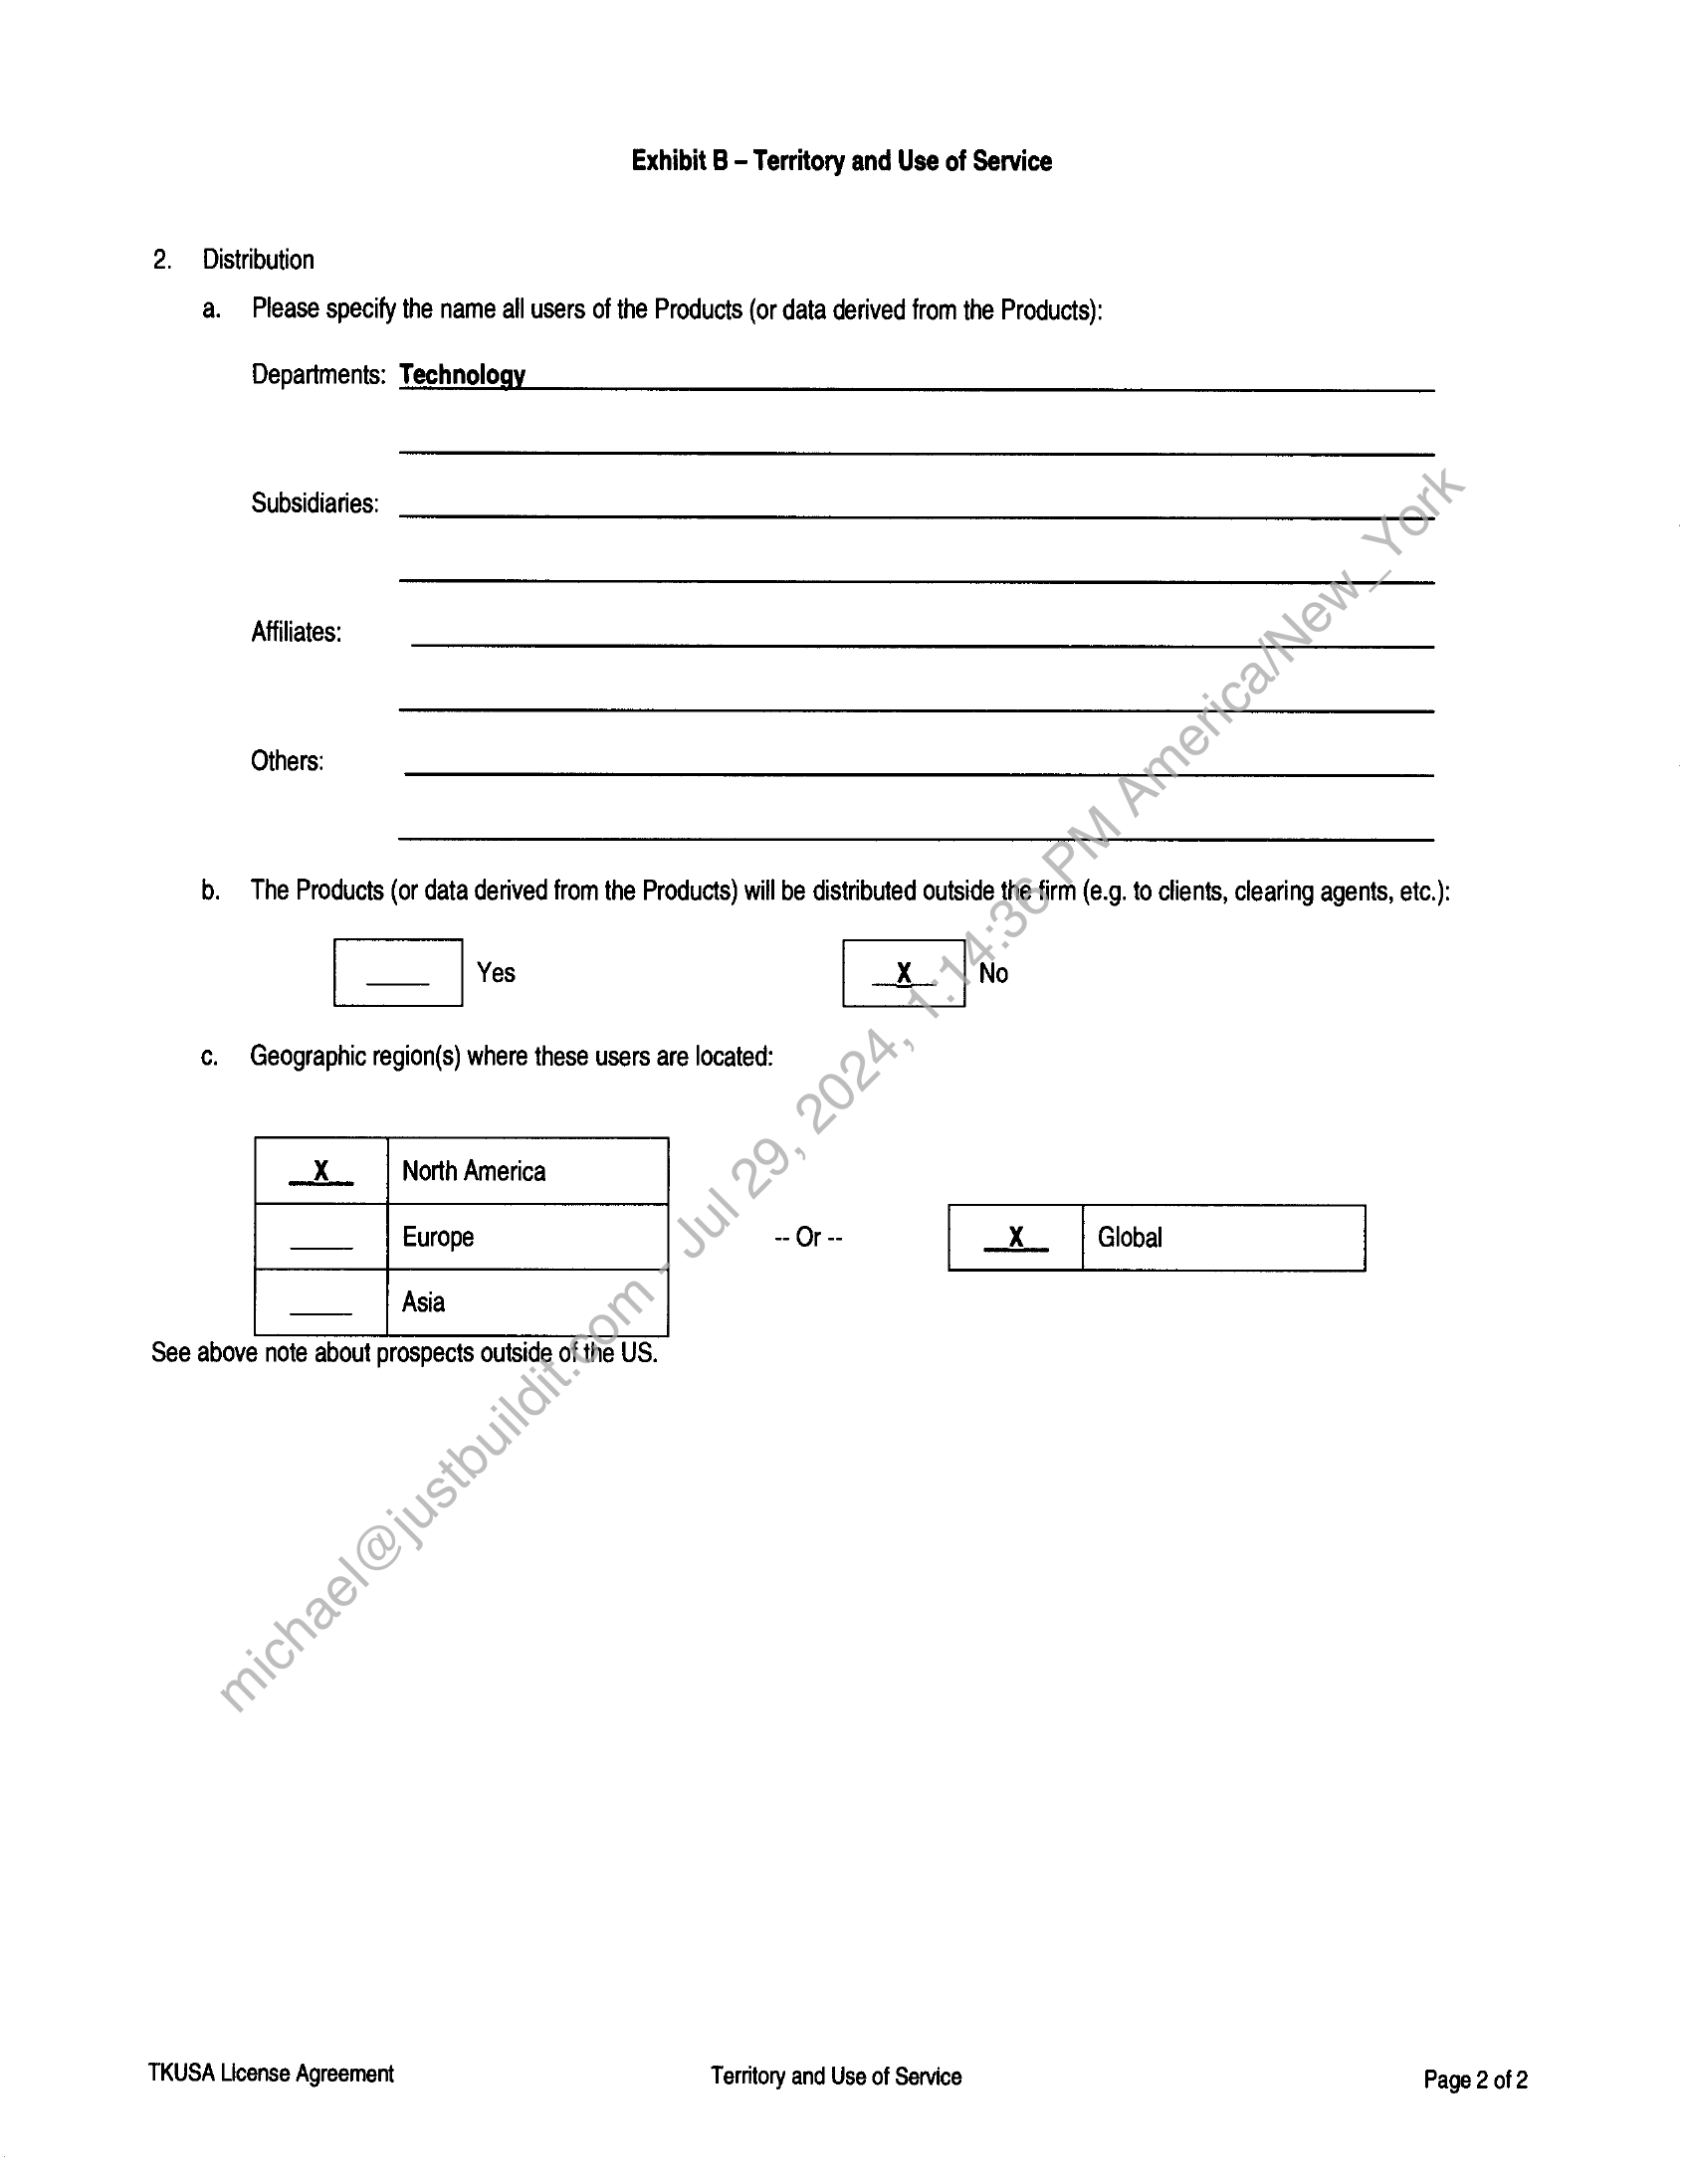 Exhibit B – Territory and Use of Service
2. Distribution
a. Please specify the name all users of the Products (or data derived from the Products):
Departments: Technology
Subsidiaries:
Affiliates:
Others:
b. The Products (or data derived from the Products) will be distributed outside the firm (e.g. to clients, clearing agents, etc.):
Yes X No
c. Geographic region(s) where these users are located:
X North America
Europe -- Or -- X Global
Asia
See above note about prospects outside of the US.
michael@justbuildit.com - Jul 29, 2024, 1:14:36 PM America/New_York
TKUSA License Agreement Territory and Use of Service Page 2 of 2